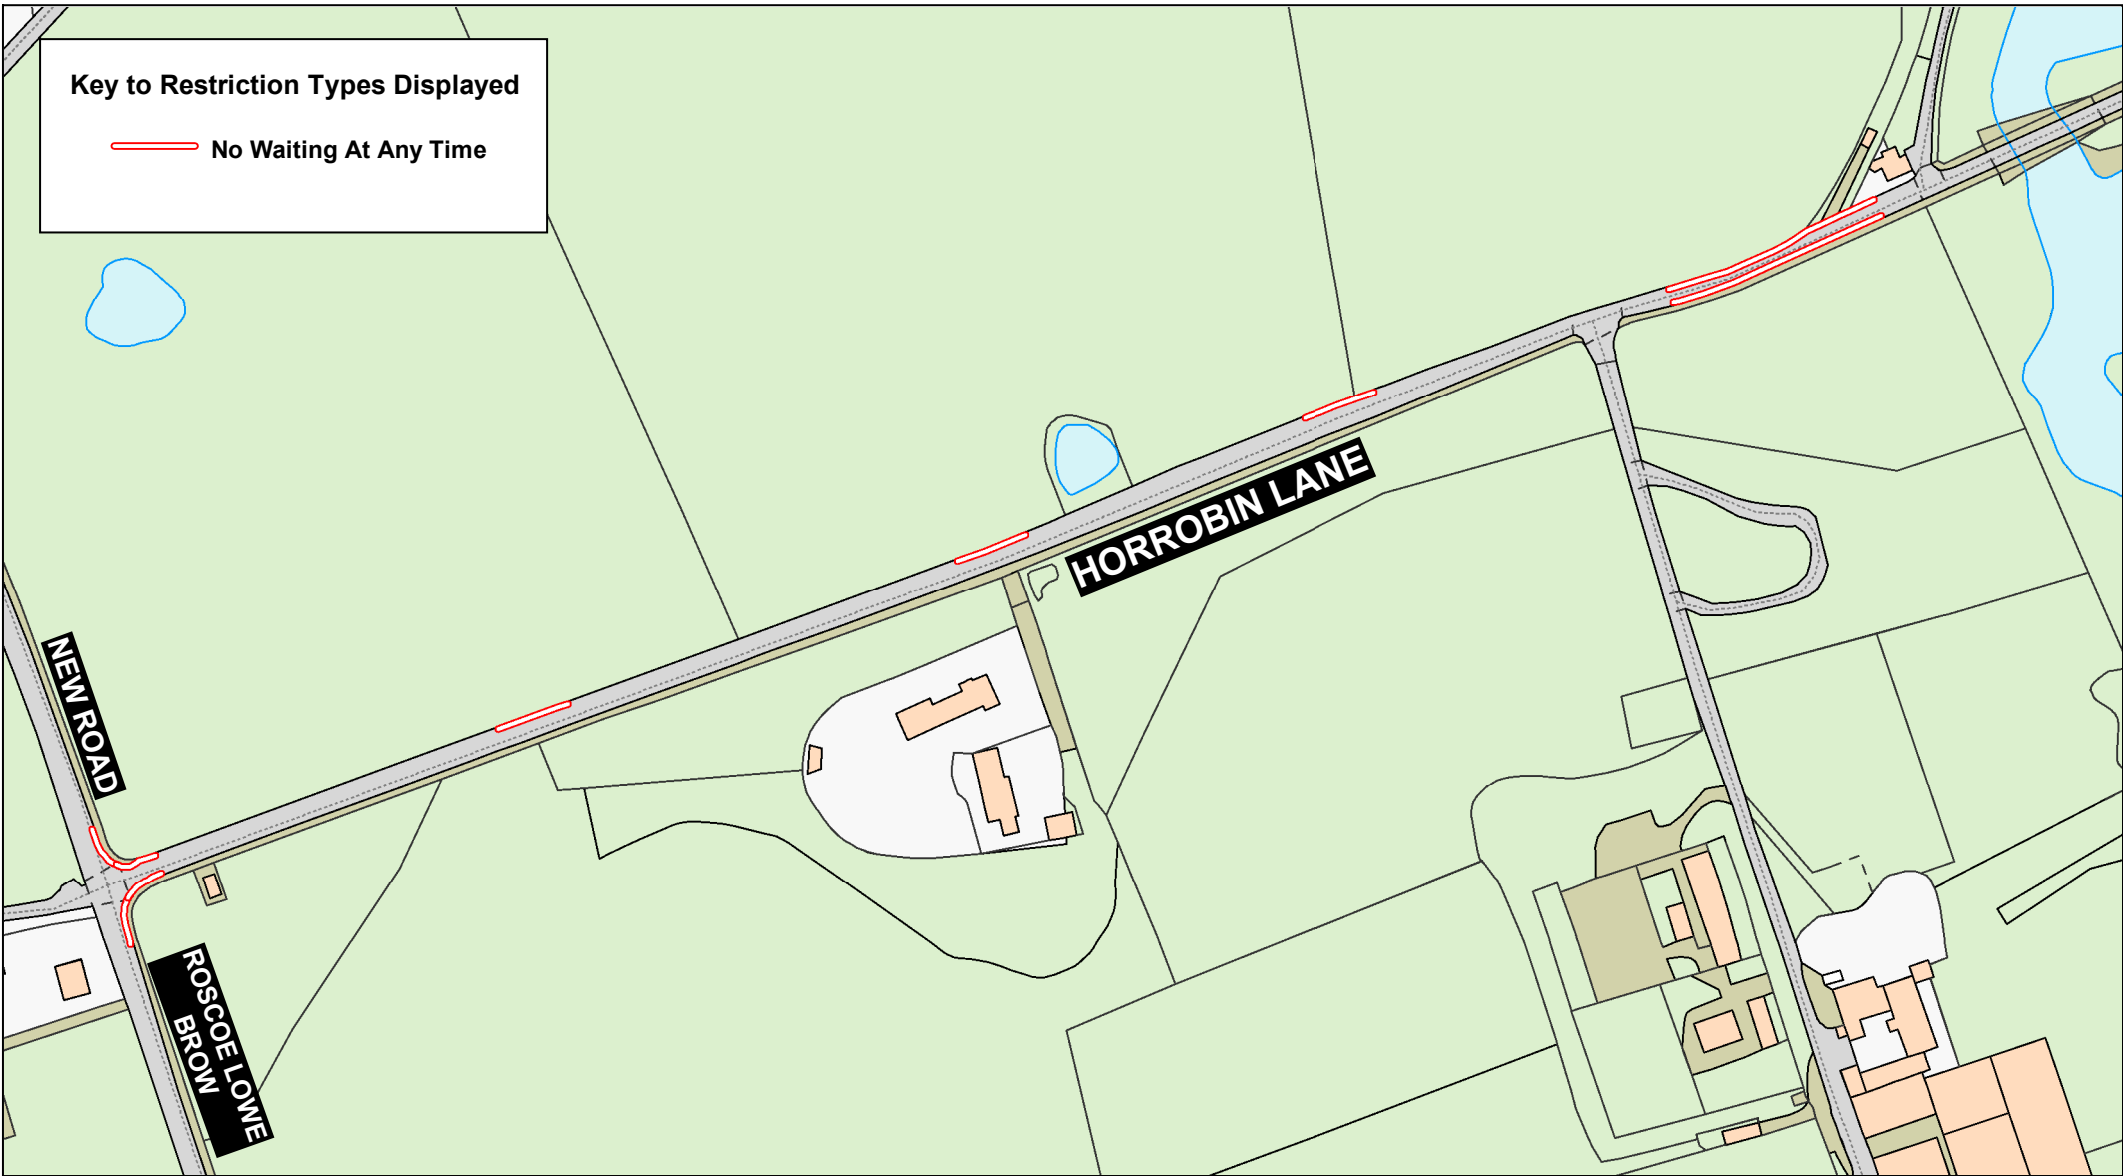 Key to Restriction Types Displayed
No Waiting At Any Time
HORROBIN LANE
NEW ROAD
ROSCOE LOWE
BROW